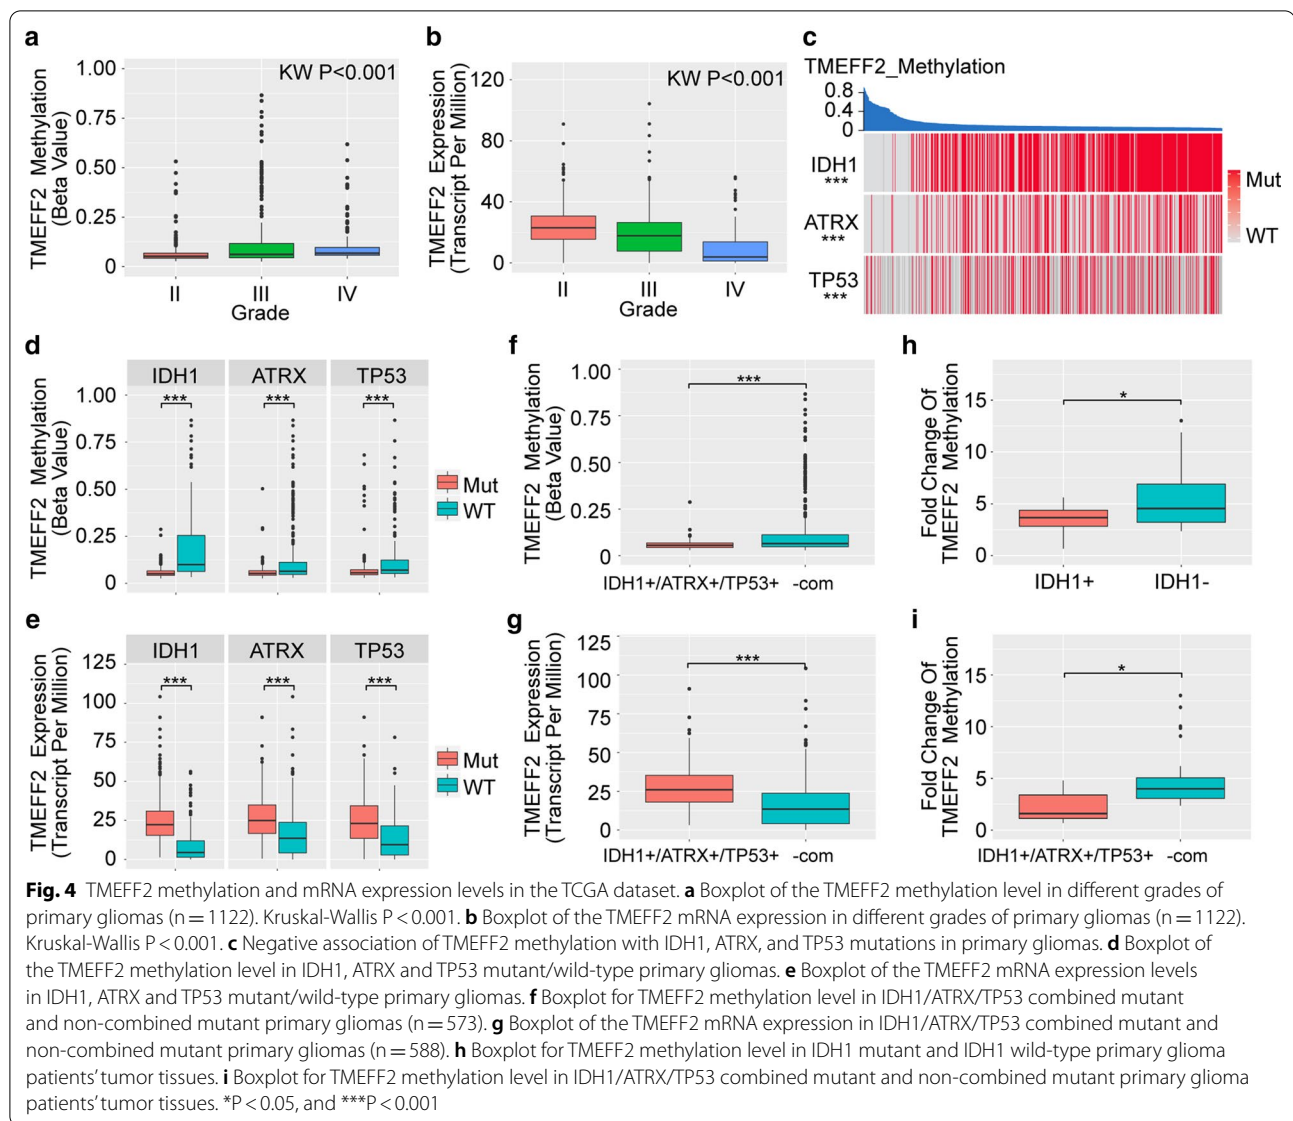 a
1.00
0.75
0.50
0.25
0
TMEFF2 Methylation
(Beta Value)
KW P<0.001
II III IV
Grade
b
120
80
40
0
TMEFF2 Expression
(Transcript Per Million)
KW P<0.001
II III IV
Grade
c
TMEFF2_Methylation
0.8
0.4
0
IDH1
***
ATRX
***
TP53
***
Mut
WT
d
IDH1 ATRX TP53
*** *** ***
1.00
0.75
0.50
0.25
0
TMEFF2 Methylation
(Beta Value)
Mut
WT
e
IDH1 ATRX TP53
*** *** ***
125
100
75
50
25
0
TMEFF2 Expression
(Transcript Per Million)
Mut
WT
f
***
1.00
0.75
0.50
0.25
0
TMEFF2 Methylation
(Beta Value)
IDH1+/ATRX+/TP53+ -com
g
***
125
100
75
50
25
0
TMEFF2 Expression
(Transcript Per Million)
IDH1+/ATRX+/TP53+ -com
h
*
15
10
5
0
Fold Change Of
TMEFF2 Methylation
IDH1+ IDH1-
i
*
15
10
5
0
Fold Change Of
TMEFF2 Methylation
IDH1+/ATRX+/TP53+ -com
Fig. 4 TMEFF2 methylation and mRNA expression levels in the TCGA dataset. a Boxplot of the TMEFF2 methylation level in different grades of
primary gliomas (n = 1122). Kruskal-Wallis P < 0.001. b Boxplot of the TMEFF2 mRNA expression in different grades of primary gliomas (n = 1122).
Kruskal-Wallis P < 0.001. c Negative association of TMEFF2 methylation with IDH1, ATRX, and TP53 mutations in primary gliomas. d Boxplot of
the TMEFF2 methylation level in IDH1, ATRX and TP53 mutant/wild-type primary gliomas. e Boxplot of the TMEFF2 mRNA expression levels
in IDH1, ATRX and TP53 mutant/wild-type primary gliomas. f Boxplot for TMEFF2 methylation level in IDH1/ATRX/TP53 combined mutant
and non-combined mutant primary gliomas (n = 573). g Boxplot of the TMEFF2 mRNA expression in IDH1/ATRX/TP53 combined mutant and
non-combined mutant primary gliomas (n = 588). h Boxplot for TMEFF2 methylation level in IDH1 mutant and IDH1 wild-type primary glioma
patients' tumor tissues. i Boxplot for TMEFF2 methylation level in IDH1/ATRX/TP53 combined mutant and non-combined mutant primary glioma
patients' tumor tissues. *P < 0.05, and ***P < 0.001